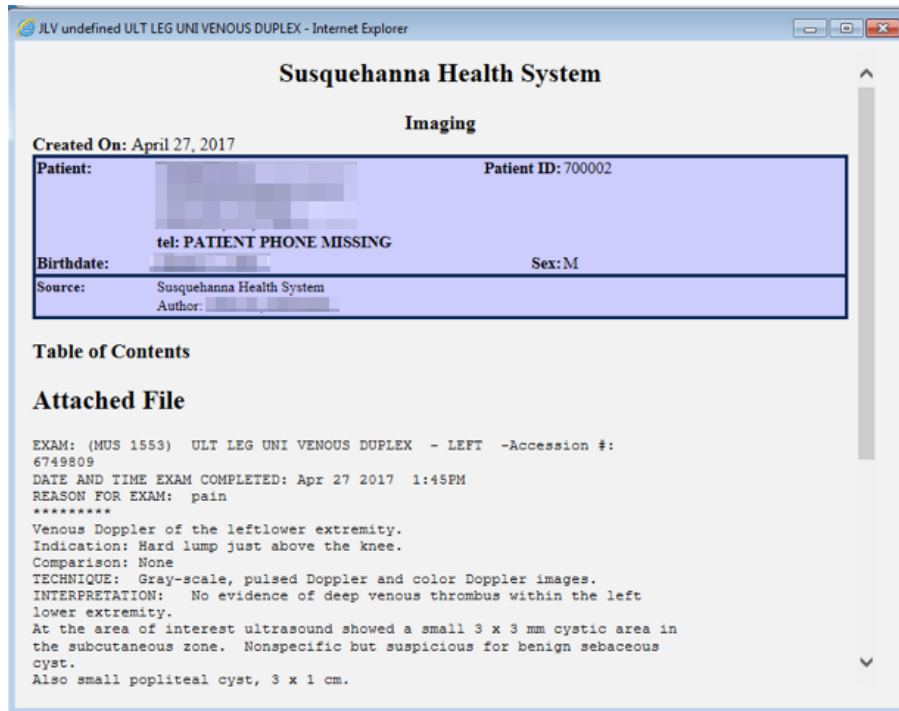 JLV undefined ULT LEG UNI VENOUS DUPLEX - Internet Explorer
Susquehanna Health System
Imaging
Created On: April 27, 2017
Patient: Patient ID: 700002
tel: PATIENT PHONE MISSING
Birthdate: Sex: M
Source: Susquehanna Health System
Author:
Table of Contents
Attached File
EXAM: (MUS 1553) ULT LEG UNI VENOUS DUPLEX - LEFT -Accession #:
6749809
DATE AND TIME EXAM COMPLETED: Apr 27 2017 1:45PM
REASON FOR EXAM: pain
*********
Venous Doppler of the leftlower extremity.
Indication: Hard lump just above the knee.
Comparison: None
TECHNIQUE: Gray-scale, pulsed Doppler and color Doppler images.
INTERPRETATION: No evidence of deep venous thrombus within the left
lower extremity.
At the area of interest ultrasound showed a small 3 x 3 mm cystic area in
the subcutaneous zone. Nonspecific but suspicious for benign sebaceous
cyst.
Also small popliteal cyst, 3 x 1 cm.